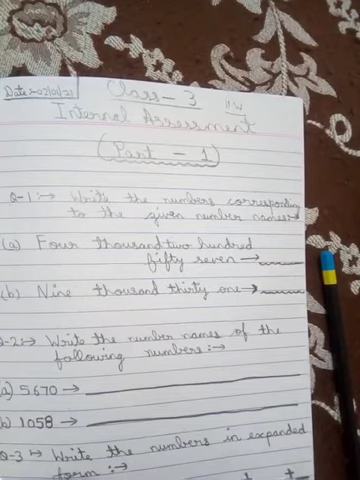 Date:-02/01/21
Class - 3
H.W
Internal Assessment
(Part - 1)
Q-1:→ Write the numbers corresponding
to the given number names
(a) Four thousand two hundred
fifty seven →
(b) Nine thousand thirty one →
Q-2:→ Write the number names of the
following numbers:→
(a) 5670 →
(b) 1058 →
Q-3 → Write the numbers in expanded
form :→
+ +